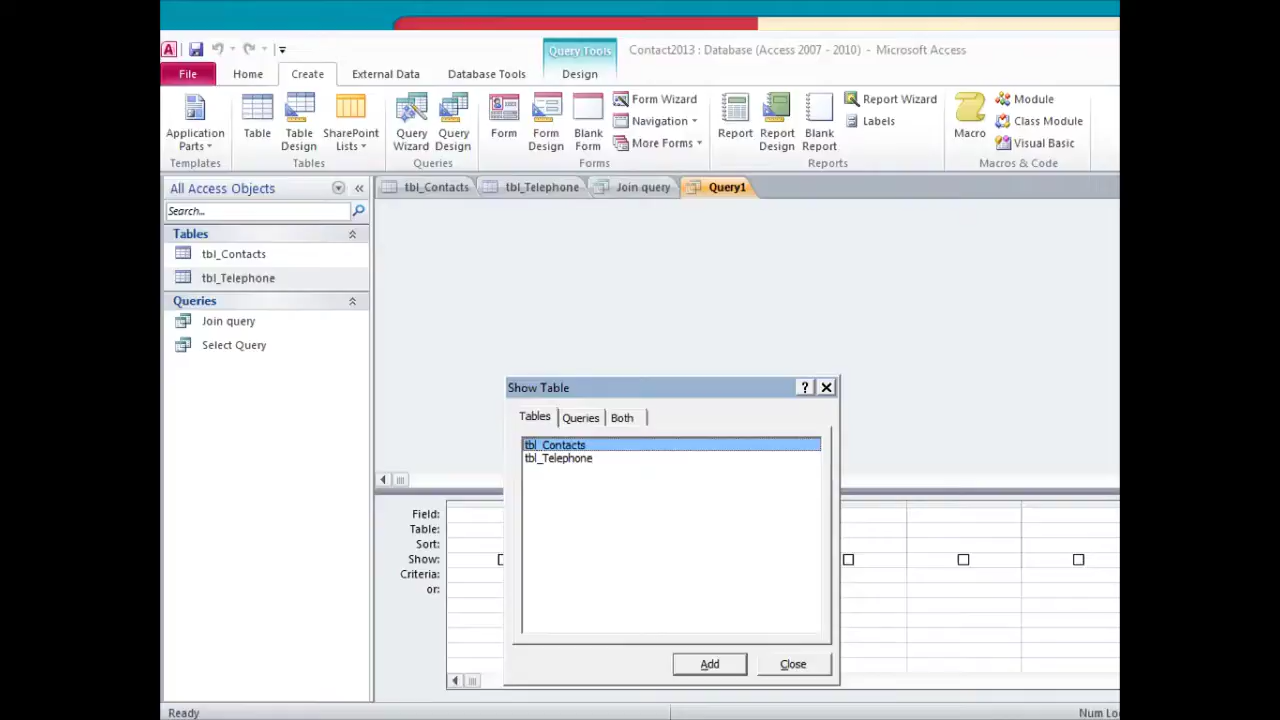 Query Tools
Contact2013 : Database (Access 2007 - 2010) - Microsoft Access
File Home Create External Data Database Tools Design
Application Parts
Templates
Table
Table Design
SharePoint Lists
Tables
Query Wizard
Query Design
Queries
Form
Form Design
Blank Form
Form Wizard
Navigation
More Forms
Forms
Report
Report Design
Blank Report
Report Wizard
Labels
Reports
Macro
Module
Class Module
Visual Basic
Macros & Code
All Access Objects
Search...
Tables
tbl_Contacts
tbl_Telephone
Queries
Join query
Select Query
tbl_Contacts tbl_Telephone Join query Query1
Show Table
Tables Queries Both
tbl_Contacts
tbl_Telephone
Add Close
Field:
Table:
Sort:
Show:
Criteria:
or:
Ready
Num Lo